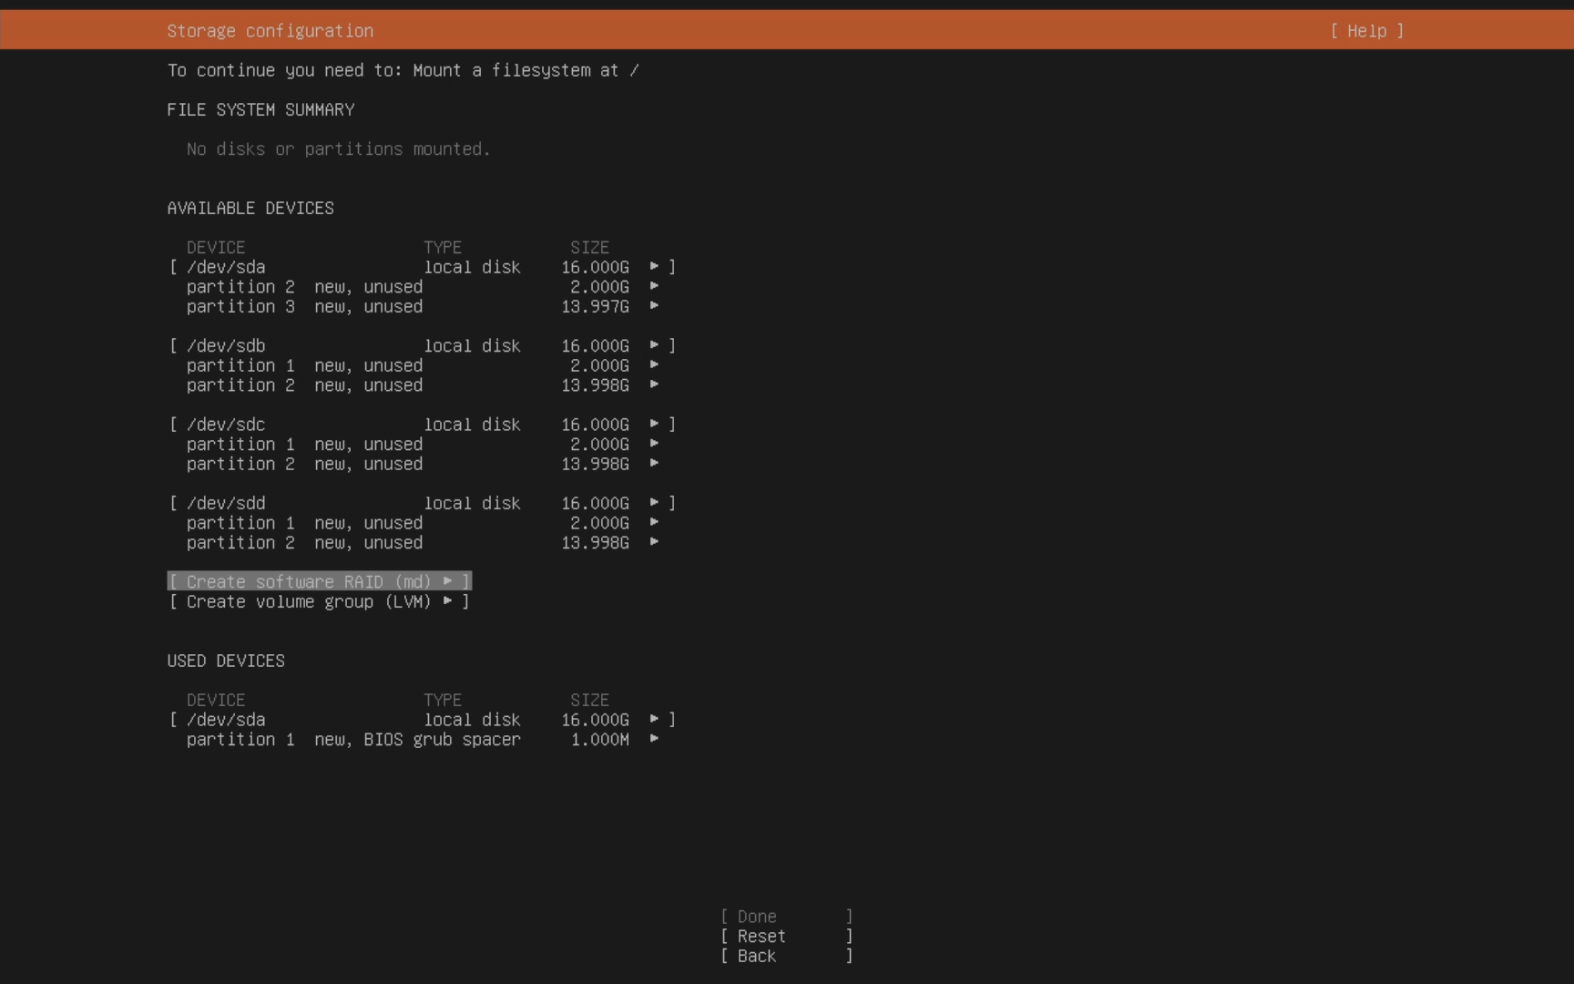 Storage configuration [ Help ]
To continue you need to: Mount a filesystem at /
FILE SYSTEM SUMMARY
No disks or partitions mounted.
AVAILABLE DEVICES
DEVICE TYPE SIZE
[ /dev/sda local disk 16.000G ► ]
partition 2 new, unused 2.000G ►
partition 3 new, unused 13.997G ►
[ /dev/sdb local disk 16.000G ► ]
partition 1 new, unused 2.000G ►
partition 2 new, unused 13.998G ►
[ /dev/sdc local disk 16.000G ► ]
partition 1 new, unused 2.000G ►
partition 2 new, unused 13.998G ►
[ /dev/sdd local disk 16.000G ► ]
partition 1 new, unused 2.000G ►
partition 2 new, unused 13.998G ►
[ Create software RAID (md) ► ]
[ Create volume group (LVM) ► ]
USED DEVICES
DEVICE TYPE SIZE
[ /dev/sda local disk 16.000G ► ]
partition 1 new, BIOS grub spacer 1.000M ►
[ Done ]
[ Reset ]
[ Back ]